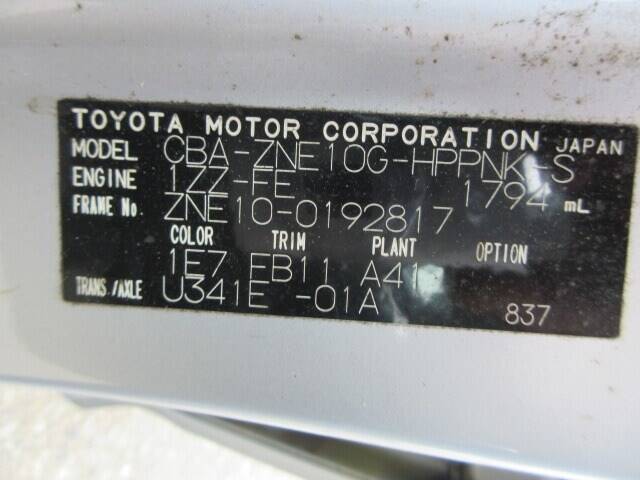 TOYOTA MOTOR CORPORATION JAPAN
MODEL CBA-ZNE10G-HPPNK-S
ENGINE 1ZZ-FE 1794 mL
FRAME No. ZNE10-0192817
COLOR TRIM PLANT OPTION
1E7 FB11 A41
TRANS./AXLE U341E -01A 837